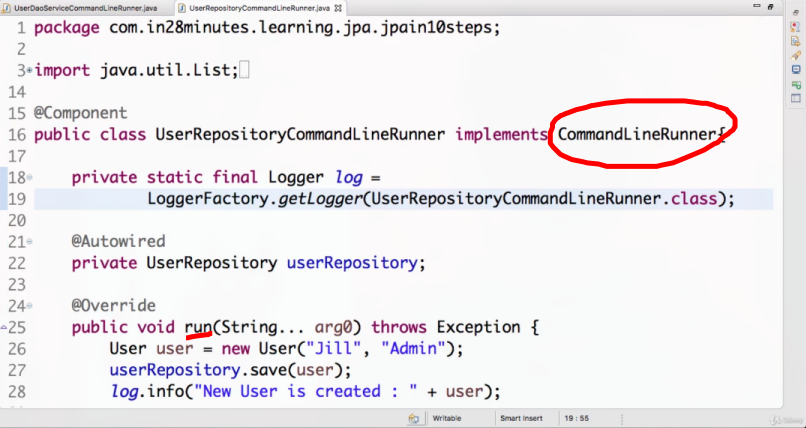 UserDaoServiceCommandLineRunner.java UserRepositoryCommandLineRunner.java
1 package com.in28minutes.learning.jpa.jpain10steps;
2
3 import java.util.List;
14
15 @Component
16 public class UserRepositoryCommandLineRunner implements CommandLineRunner{
17
18 private static final Logger log =
19 LoggerFactory.getLogger(UserRepositoryCommandLineRunner.class);
20
21 @Autowired
22 private UserRepository userRepository;
23
24 @Override
25 public void run(String... arg0) throws Exception {
26 User user = new User("Jill", "Admin");
27 userRepository.save(user);
28 log.info("New User is created : " + user);
Writable Smart Insert 19 : 55
Udemy